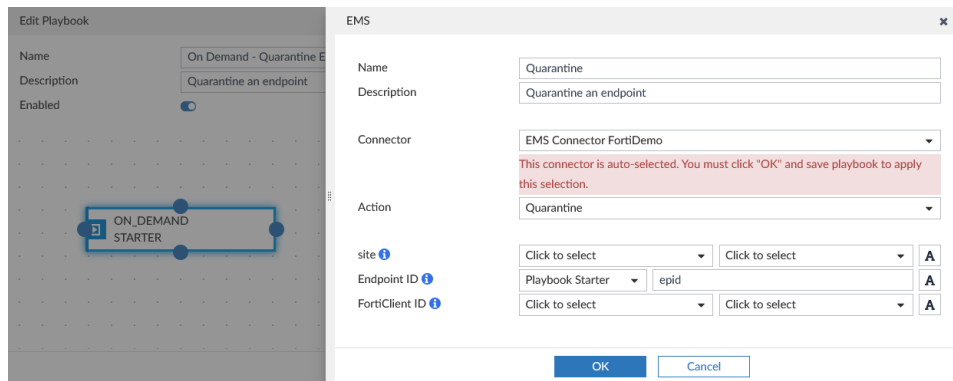 Edit Playbook
Name
On Demand - Quarantine E
Description
Quarantine an endpoint
Enabled
ON_DEMAND
STARTER
EMS
Name
Quarantine
Description
Quarantine an endpoint
Connector
EMS Connector FortiDemo
This connector is auto-selected. You must click "OK" and save playbook to apply
this selection.
Action
Quarantine
site
Click to select
Click to select
A
Endpoint ID
Playbook Starter
epid
A
FortiClient ID
Click to select
Click to select
A
OK
Cancel